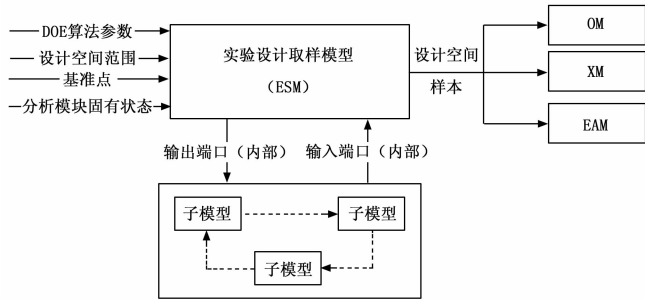 DOE算法参数
设计空间范围
基准点
分析模块固有状态
实验设计取样模型
（ESM）
设计空间
样本
OM
XM
EAM
输出端口（内部）
输入端口（内部）
子模型
子模型
子模型